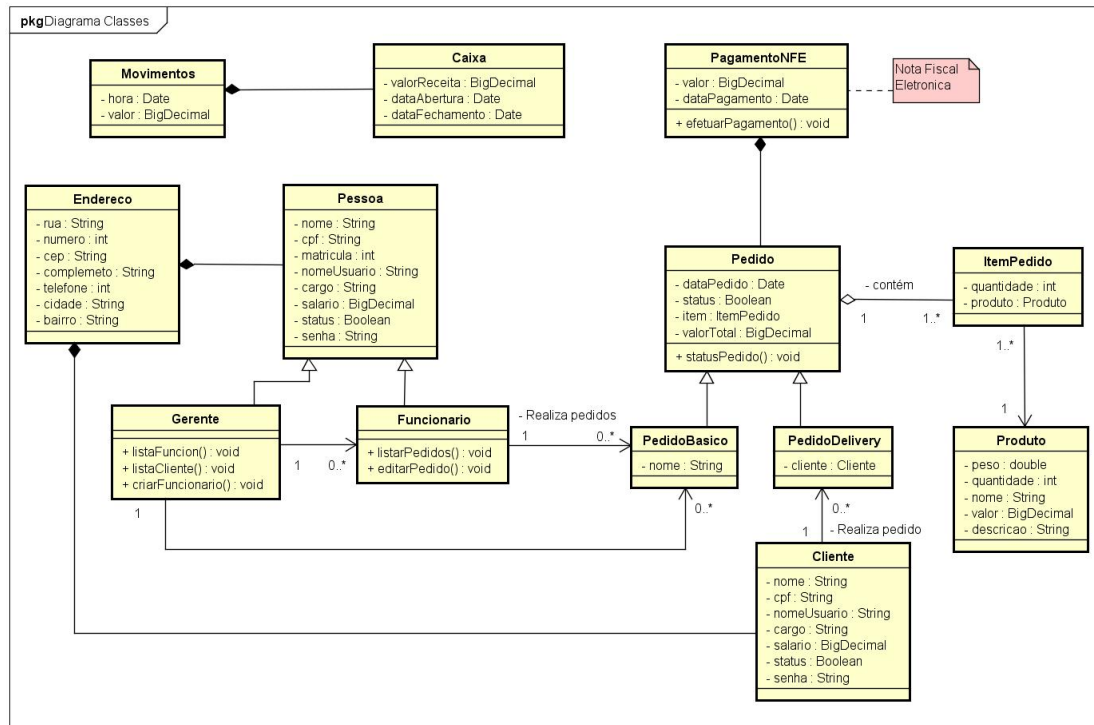 pkg Diagrama Classes
Movimentos
- hora : Date
- valor : BigDecimal
Caixa
- valorReceita : BigDecimal
- dataAbertura : Date
- dataFechamento : Date
PagamentoNFE
- valor : BigDecimal
- dataPagamento : Date
+ efetuarPagamento() : void
Nota Fiscal
Eletronica
Endereco
- rua : String
- numero : int
- cep : String
- complemeto : String
- telefone : int
- cidade : String
- bairro : String
Pessoa
- nome : String
- cpf : String
- matricula : int
- nomeUsuario : String
- cargo : String
- salario : BigDecimal
- status : Boolean
- senha : String
Pedido
- dataPedido : Date
- status : Boolean
- item : ItemPedido
- valorTotal : BigDecimal
+ statusPedido() : void
- contém
1
1..*
ItemPedido
- quantidade : int
- produto : Produto
1..*
1
Gerente
+ listaFuncion() : void
+ listaCliente() : void
+ criarFuncionario() : void
1
0..*
Funcionario
+ listarPedidos() : void
+ editarPedido() : void
- Realiza pedidos
1
0..*
PedidoBasico
- nome : String
PedidoDelivery
- cliente : Cliente
Produto
- peso : double
- quantidade : int
- nome : String
- valor : BigDecimal
- descricao : String
1
0..*
0..*
1
- Realiza pedido
Cliente
- nome : String
- cpf : String
- nomeUsuario : String
- cargo : String
- salario : BigDecimal
- status : Boolean
- senha : String